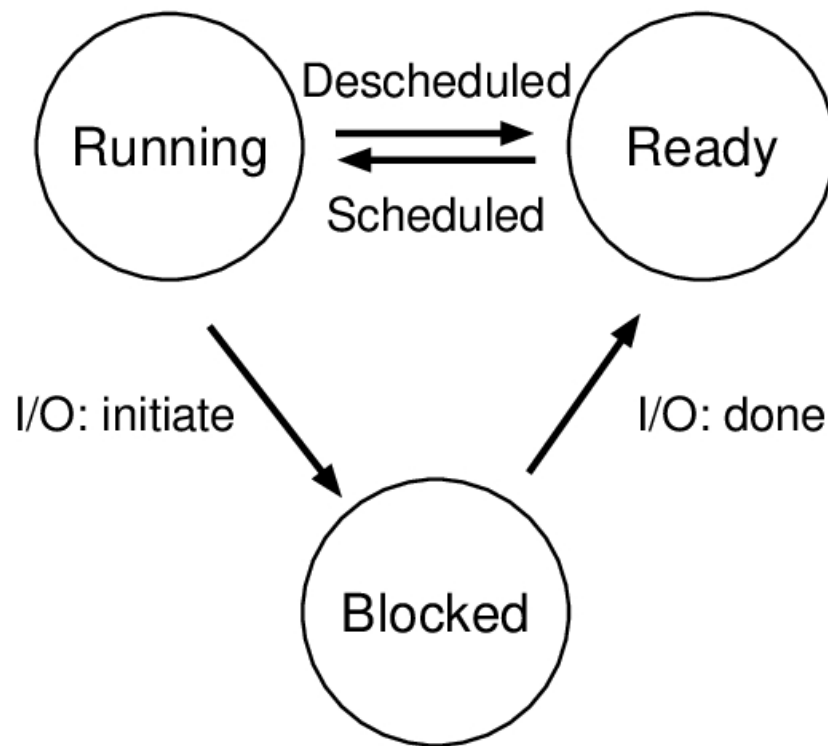 Descheduled
Running
Ready
Scheduled
I/O: initiate
I/O: done
Blocked